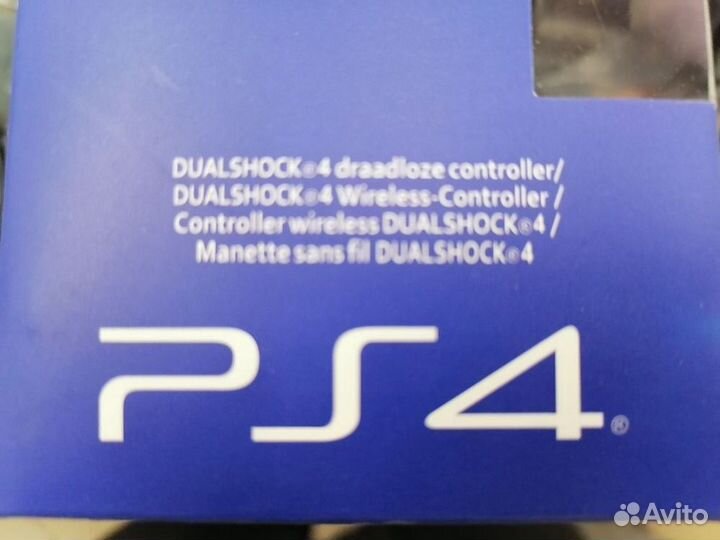 DUALSHOCK®4 draadloze controller/
DUALSHOCK®4 Wireless-Controller /
Controller wireless DUALSHOCK®4 /
Manette sans fil DUALSHOCK®4
PS4®
Avito